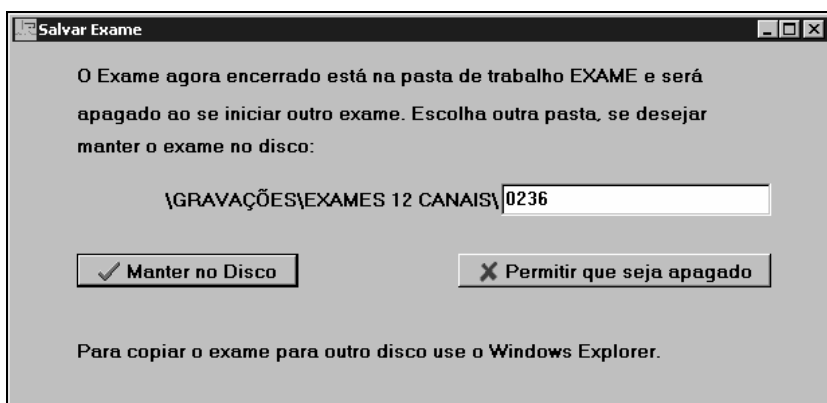 Salvar Exame
O Exame agora encerrado está na pasta de trabalho EXAME e será
apagado ao se iniciar outro exame. Escolha outra pasta, se desejar
manter o exame no disco:
\GRAVAÇÕES\EXAMES 12 CANAIS\ 0236
Manter no Disco
Permitir que seja apagado
Para copiar o exame para outro disco use o Windows Explorer.